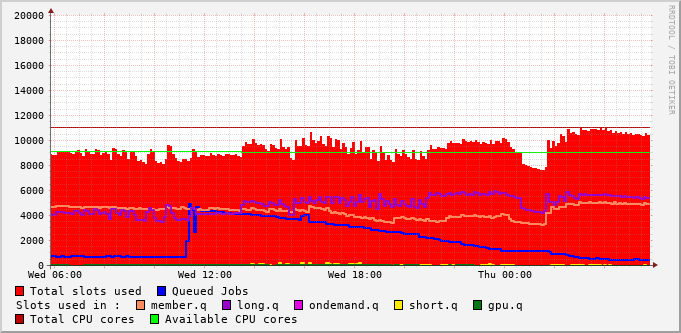 20000
18000
16000
14000
12000
10000
8000
6000
4000
2000
0
Wed 06:00 Wed 12:00 Wed 18:00 Thu 00:00
Total slots used Queued Jobs
Slots used in : member.q long.q ondemand.q short.q gpu.q
Total CPU cores Available CPU cores
RRDTOOL / TOBI OETIKER